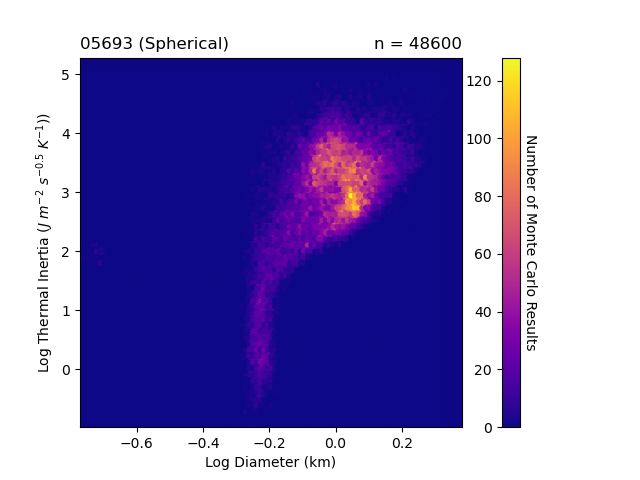 05693 (Spherical)
n = 48600
5
4
3
2
1
0
Log Thermal Inertia (J m⁻² s⁻⁰·⁵ K⁻¹))
−0.6 −0.4 −0.2 0.0 0.2
Log Diameter (km)
120
100
80
60
40
20
0
Number of Monte Carlo Results